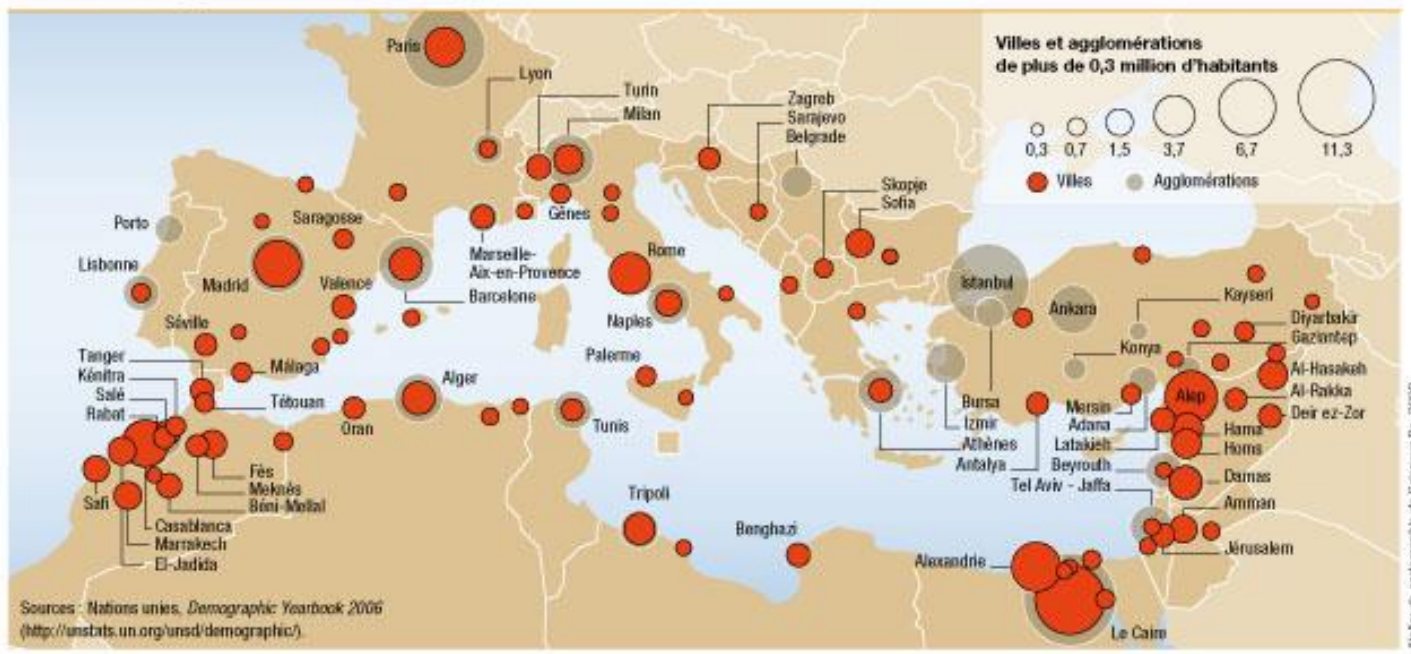 Villes et agglomérations
de plus de 0,3 million d'habitants
0,3 0,7 1,5 3,7 6,7 11,3
Villes Agglomérations
Paris
Lyon
Turin
Milan
Zagreb
Sarajevo
Belgrade
Skopje
Sofia
Porto
Saragosse
Gênes
Lisbonne
Madrid
Valence
Marseille-
Aix-en-Provence
Barcelone
Rome
Naples
Istanbul
Ankara
Kayseri
Diyarbakir
Gaziantep
Konya
Séville
Tanger
Kénitra
Salé
Rabat
Málaga
Tétouan
Alger
Oran
Palerme
Tunis
Bursa
Izmir
Athènes
Antalya
Mersin
Adana
Latakieh
Beyrouth
Tel Aviv - Jaffa
Alep
Al-Hasakeh
Al-Rakka
Deir ez-Zor
Hama
Homs
Damas
Amman
Jérusalem
Safi
Fès
Meknès
Béni-Mellal
Casablanca
Marrakech
El-Jadida
Tripoli
Benghazi
Alexandrie
Le Caire
Sources : Nations unies, Demographic Yearbook 2006
(http://unstats.un.org/unsd/demographic/).